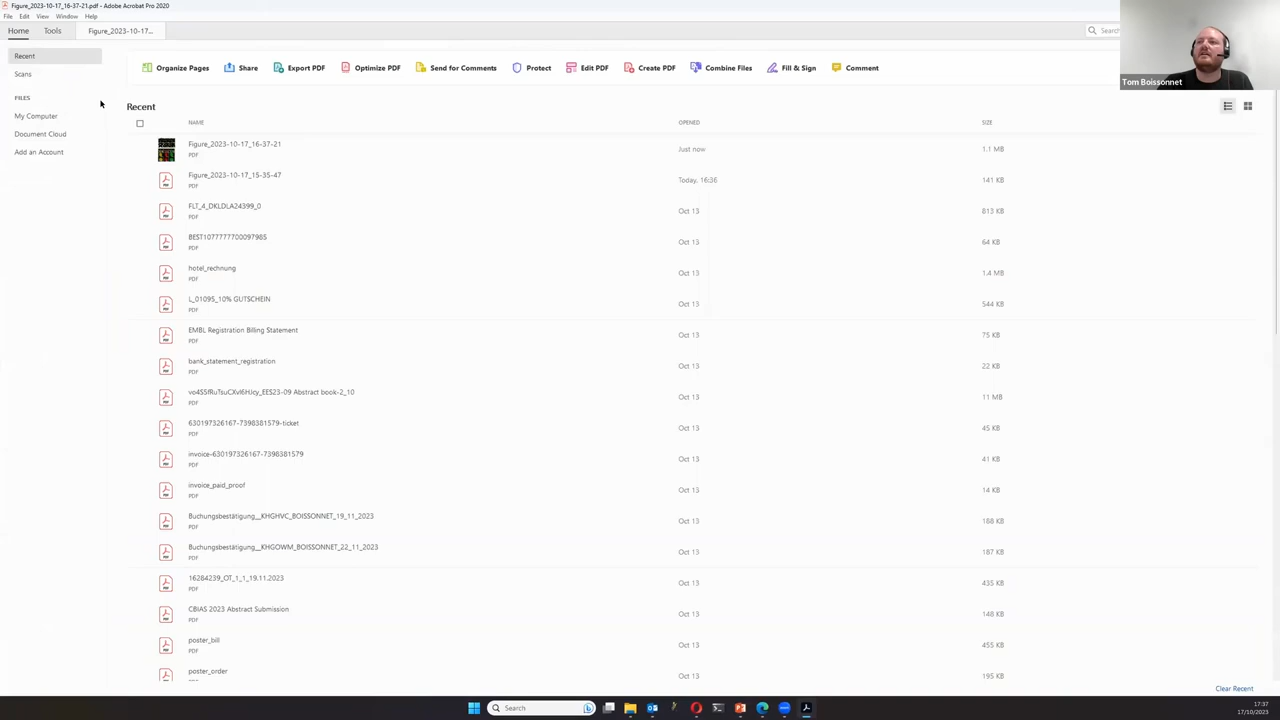 Figure_2023-10-17_16-37-21.pdf - Adobe Acrobat Pro 2020
File Edit View Window Help
Home Tools Figure_2023-10-17... Search
Recent
Scans
FILES
My Computer
Document Cloud
Add an Account
Organize Pages Share Export PDF Optimize PDF Send for Comments Protect Edit PDF Create PDF Combine Files Fill & Sign Comment
Tom Boissonnet
Recent
NAME OPENED SIZE
Figure_2023-10-17_16-37-21 Just now 1.1 MB
PDF
Figure_2023-10-17_15-35-47 Today, 16:36 141 KB
PDF
FLT_4_DKLDLA24399_0 Oct 13 813 KB
PDF
BEST1077777700097985 Oct 13 64 KB
PDF
hotel_rechnung Oct 13 1.4 MB
PDF
L_01095_10% GUTSCHEIN Oct 13 544 KB
PDF
EMBL Registration Billing Statement Oct 13 75 KB
PDF
bank_statement_registration Oct 13 22 KB
PDF
Abstract book-2_10 Oct 13 11 MB
PDF
630197326167-7398381579-ticket Oct 13 45 KB
PDF
invoice-630197326167-7398381579 Oct 13 41 KB
PDF
invoice_paid_proof Oct 13 14 KB
PDF
Buchungsbestätigung__KHGHVC_BOISSONNET_19_11_2023 Oct 13 188 KB
PDF
Buchungsbestätigung__KHGOWM_BOISSONNET_22_11_2023 Oct 13 187 KB
PDF
16284239_OT_1_1_19.11.2023 Oct 13 435 KB
PDF
CBIAS 2023 Abstract Submission Oct 13 148 KB
PDF
poster_bill Oct 13 455 KB
PDF
poster_order Oct 13 195 KB
Clear Recent
Search
17:37
17/10/2023